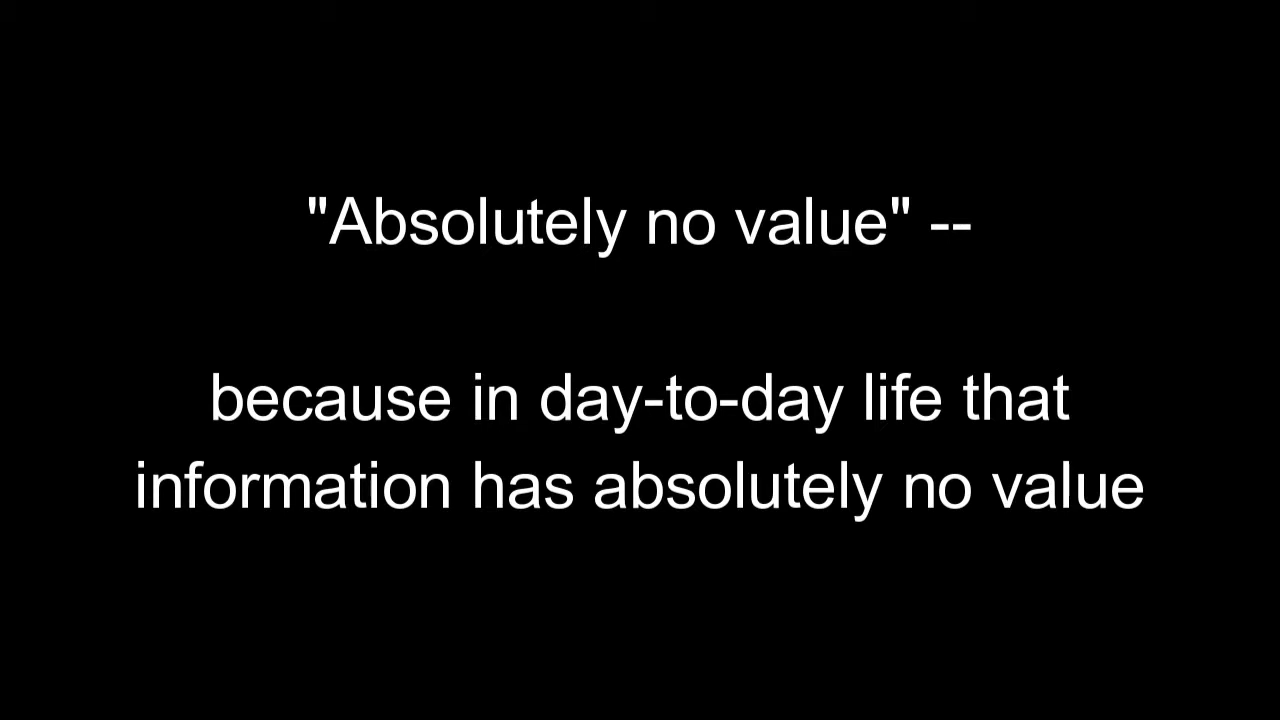 "Absolutely no value" --
because in day-to-day life that
information has absolutely no value